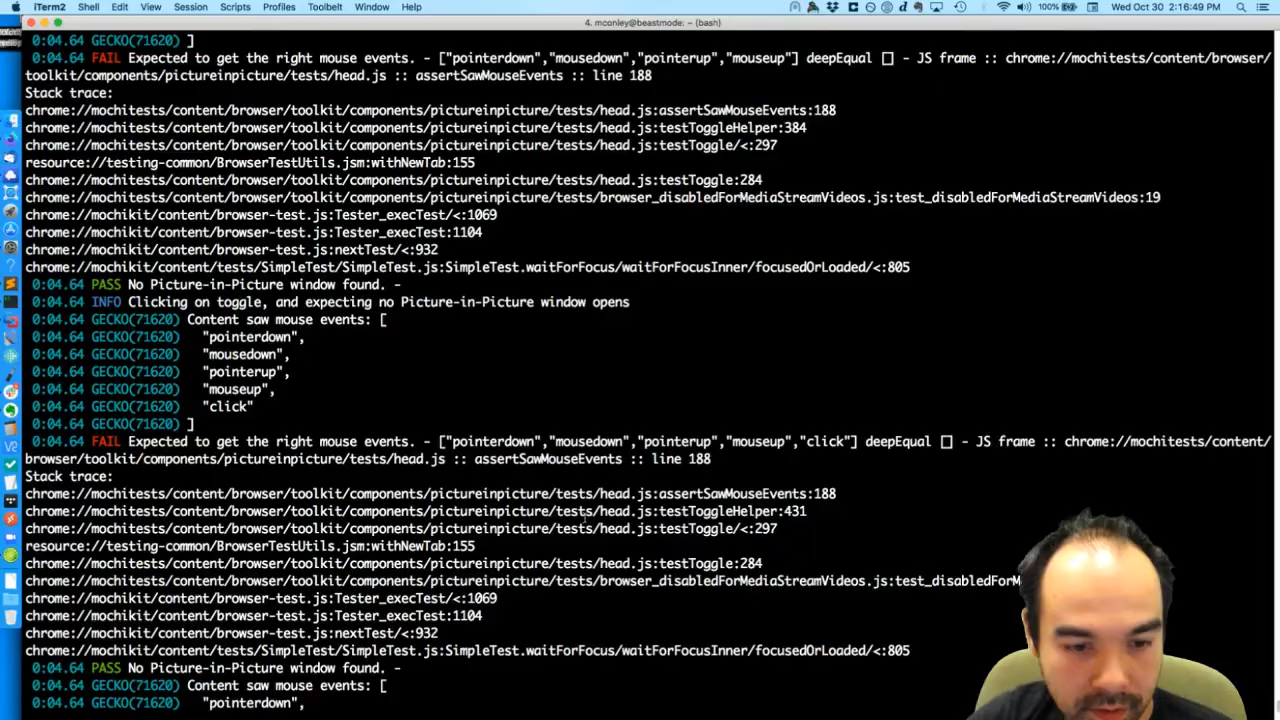 iTerm2 Shell Edit View Session Scripts Profiles Toolbelt Window Help 100% Wed Oct 30 2:16:49 PM
4. mconley@beastmode: ~ (bash)
0:04.64 GECKO(71620) ]
0:04.64 FAIL Expected to get the right mouse events. - ["pointerdown","mousedown","pointerup","mouseup"] deepEqual [] - JS frame :: chrome://mochitests/content/browser/
toolkit/components/pictureinpicture/tests/head.js :: assertSawMouseEvents :: line 188
Stack trace:
chrome://mochitests/content/browser/toolkit/components/pictureinpicture/tests/head.js:assertSawMouseEvents:188
chrome://mochitests/content/browser/toolkit/components/pictureinpicture/tests/head.js:testToggleHelper:384
chrome://mochitests/content/browser/toolkit/components/pictureinpicture/tests/head.js:testToggle/<:297
resource://testing-common/BrowserTestUtils.jsm:withNewTab:155
chrome://mochitests/content/browser/toolkit/components/pictureinpicture/tests/head.js:testToggle:284
chrome://mochitests/content/browser/toolkit/components/pictureinpicture/tests/browser_disabledForMediaStreamVideos.js:test_disabledForMediaStreamVideos:19
chrome://mochikit/content/browser-test.js:Tester_execTest/<:1069
chrome://mochikit/content/browser-test.js:Tester_execTest:1104
chrome://mochikit/content/browser-test.js:nextTest/<:932
chrome://mochikit/content/tests/SimpleTest/SimpleTest.js:SimpleTest.waitForFocus/waitForFocusInner/focusedOrLoaded/<:805
0:04.64 PASS No Picture-in-Picture window found. -
0:04.64 INFO Clicking on toggle, and expecting no Picture-in-Picture window opens
0:04.64 GECKO(71620) Content saw mouse events: [
0:04.64 GECKO(71620) "pointerdown",
0:04.64 GECKO(71620) "mousedown",
0:04.64 GECKO(71620) "pointerup",
0:04.64 GECKO(71620) "mouseup",
0:04.64 GECKO(71620) "click"
0:04.64 GECKO(71620) ]
0:04.64 FAIL Expected to get the right mouse events. - ["pointerdown","mousedown","pointerup","mouseup","click"] deepEqual [] - JS frame :: chrome://mochitests/content/
browser/toolkit/components/pictureinpicture/tests/head.js :: assertSawMouseEvents :: line 188
Stack trace:
chrome://mochitests/content/browser/toolkit/components/pictureinpicture/tests/head.js:assertSawMouseEvents:188
chrome://mochitests/content/browser/toolkit/components/pictureinpicture/tests/head.js:testToggleHelper:431
chrome://mochitests/content/browser/toolkit/components/pictureinpicture/tests/head.js:testToggle/<:297
resource://testing-common/BrowserTestUtils.jsm:withNewTab:155
chrome://mochitests/content/browser/toolkit/components/pictureinpicture/tests/head.js:testToggle:284
chrome://mochitests/content/browser/toolkit/components/pictureinpicture/tests/browser_disabledForMediaStreamVideos.js:test_disabledForM
chrome://mochikit/content/browser-test.js:Tester_execTest/<:1069
chrome://mochikit/content/browser-test.js:Tester_execTest:1104
chrome://mochikit/content/browser-test.js:nextTest/<:932
chrome://mochikit/content/tests/SimpleTest/SimpleTest.js:SimpleTest.waitForFocus/waitForFocusInner/focusedOrLoaded/<:805
0:04.64 PASS No Picture-in-Picture window found. -
0:04.64 GECKO(71620) Content saw mouse events: [
0:04.64 GECKO(71620) "pointerdown",